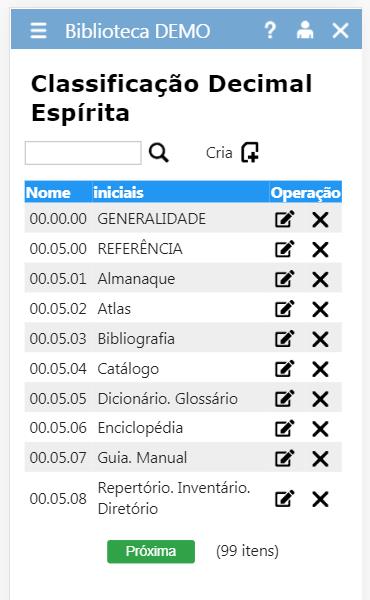 Biblioteca DEMO ?
Classificação Decimal
Espírita
Cria
Nome iniciais Operação
00.00.00 GENERALIDADE
00.05.00 REFERÊNCIA
00.05.01 Almanaque
00.05.02 Atlas
00.05.03 Bibliografia
00.05.04 Catálogo
00.05.05 Dicionário. Glossário
00.05.06 Enciclopédia
00.05.07 Guia. Manual
00.05.08 Repertório. Inventário.
Diretório
Próxima (99 itens)